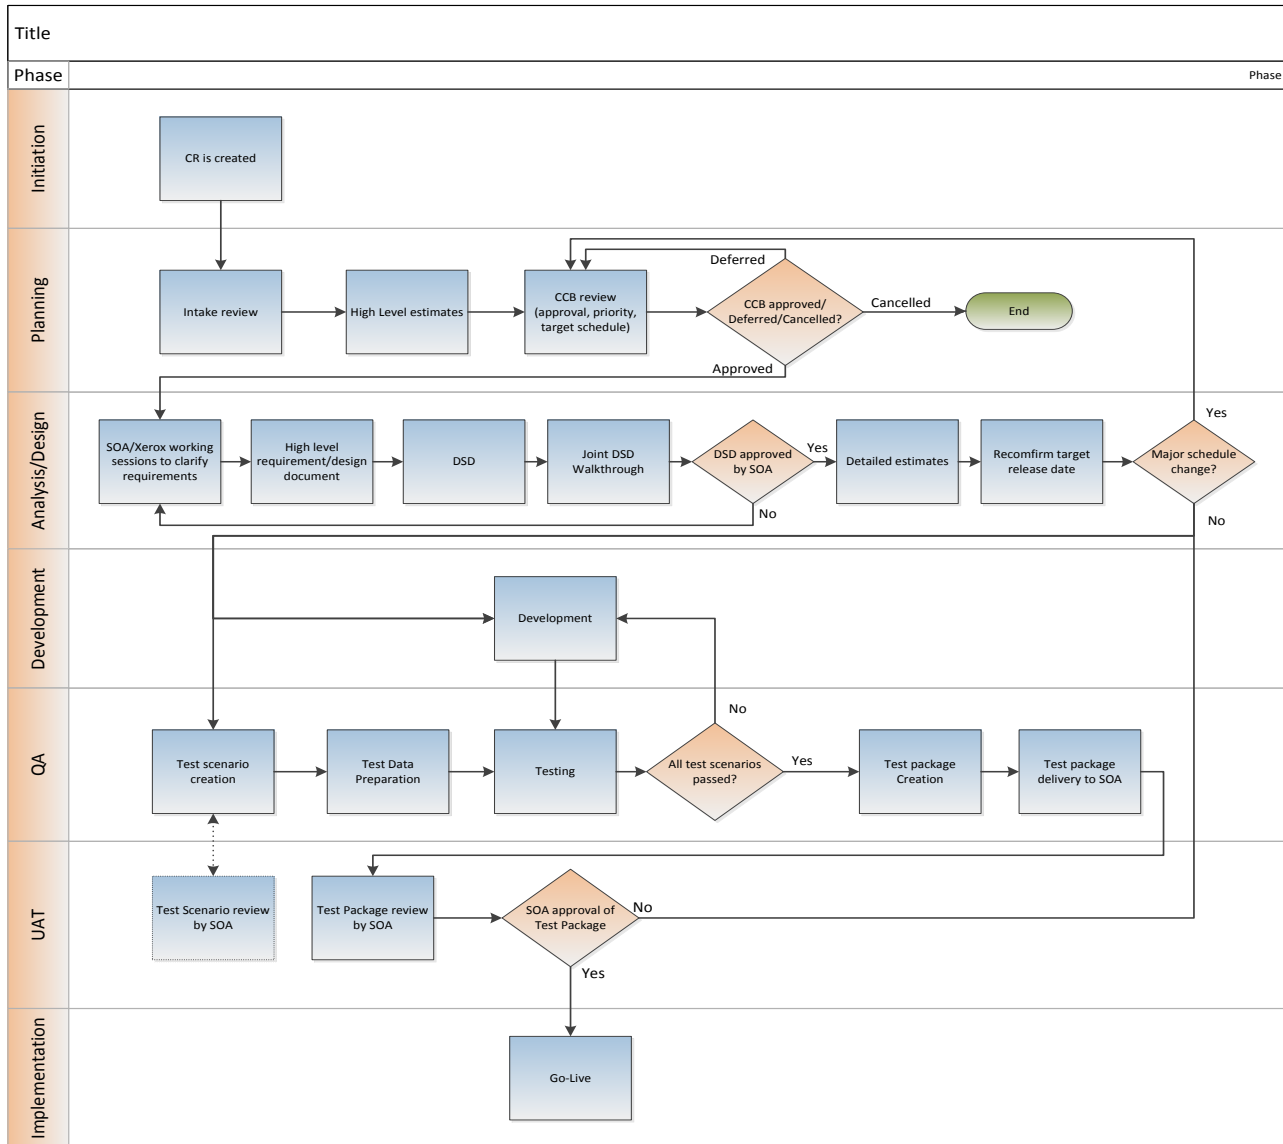 Title
Phase
Phase
Initiation
CR is created
Planning
Intake review
High Level estimates
CCB review
(approval, priority,
target schedule)
Deferred
CCB approved/
Deferred/Cancelled?
Cancelled
End
Approved
Analysis/Design
SOA/Xerox working
sessions to clarify
requirements
High level
requirement/design
document
DSD
Joint DSD
Walkthrough
DSD approved
by SOA
Yes
No
Detailed estimates
Recomfirm target
release date
Yes
Major schedule
change?
No
Development
Development
No
QA
Test scenario
creation
Test Data
Preparation
Testing
All test scenarios
passed?
Yes
Test package
Creation
Test package
delivery to SOA
UAT
Test Scenario review
by SOA
Test Package review
by SOA
SOA approval of
Test Package
No
Yes
Implementation
Go-Live